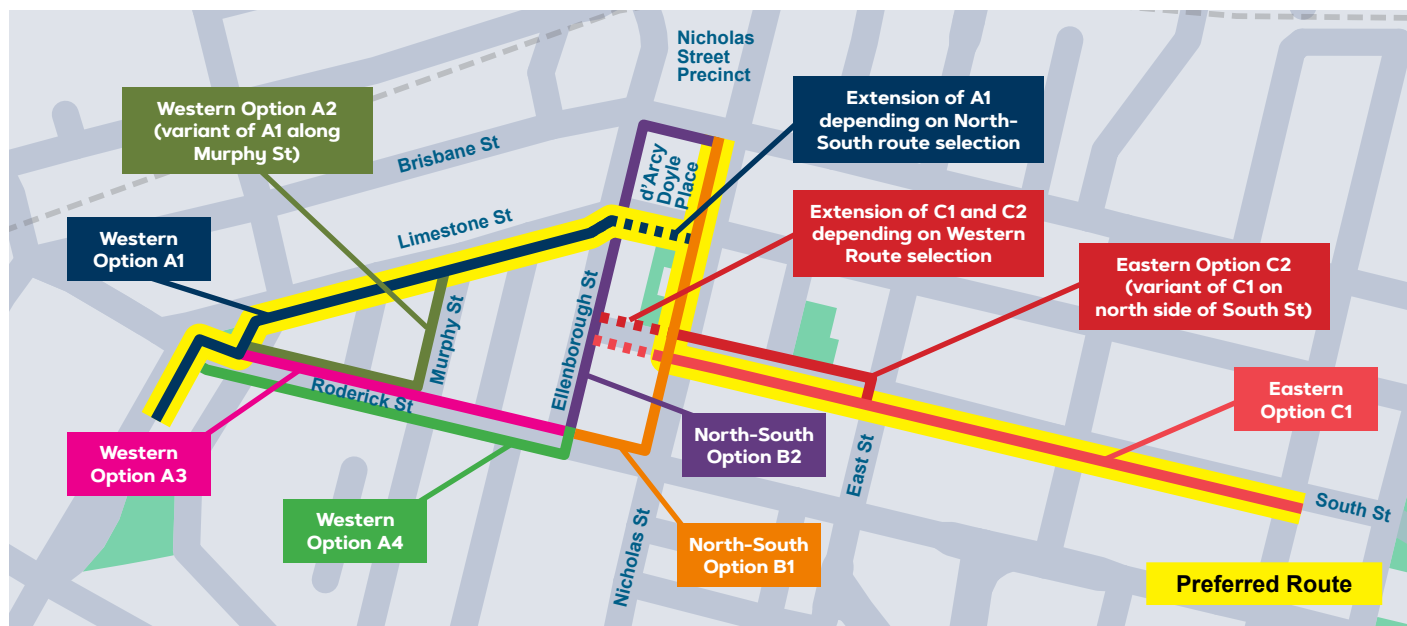 Nicholas
Street
Precinct
Western Option A2
(variant of A1 along
Murphy St)
Extension of A1
depending on North-
South route selection
Brisbane St
d'Arcy
Doyle
Place
Extension of C1 and C2
depending on Western
Route selection
Western
Option A1
Limestone St
Eastern Option C2
(variant of C1 on
north side of South St)
Murphy St
Ellenborough St
Roderick St
Eastern
Option C1
Western
Option A3
North-South
Option B2
East St
South St
Western
Option A4
Nicholas St
North-South
Option B1
Preferred Route